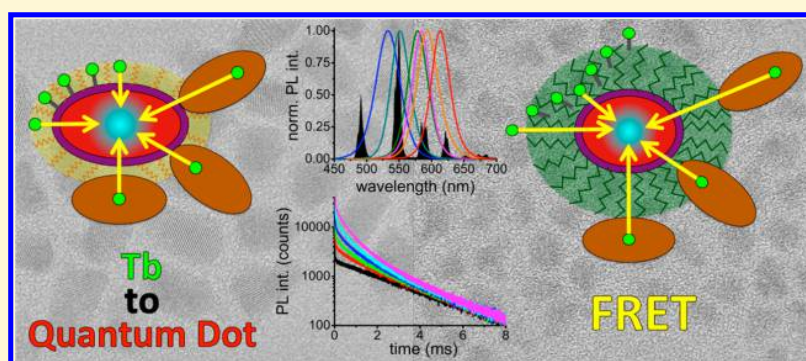 norm. PL int.
1.00
0.75
0.50
0.25
0.00
450 500 550 600 650 700
wavelength (nm)
PL int. (counts)
10000
1000
100
0 2 4 6 8
time (ms)
Tb
to
Quantum Dot
FRET